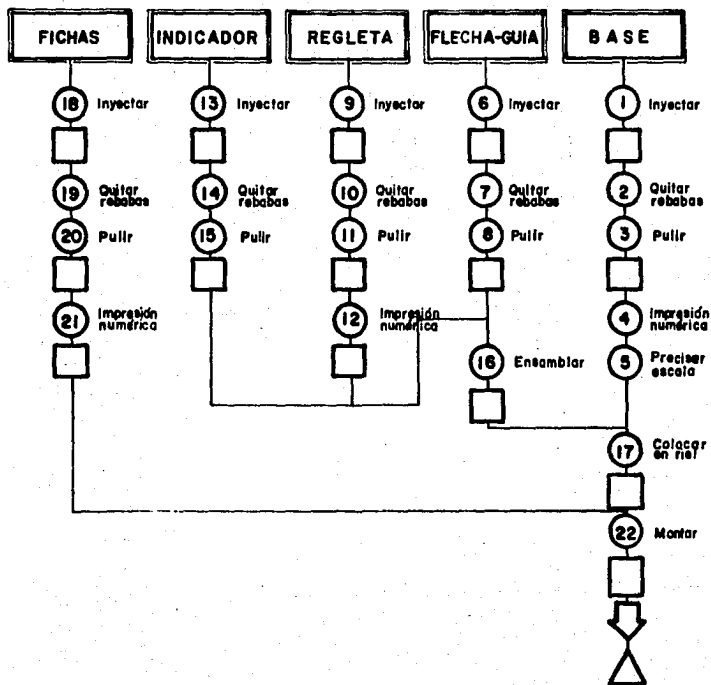 FICHAS
INDICADOR
REGLETA
FLECHA-GUIA
BASE
18 Inyectar
13 Inyectar
9 Inyectar
6 Inyectar
1 Inyectar
19 Quitar
rebabas
14 Quitar
rebabas
10 Quitar
rebabas
7 Quitar
rebabas
2 Quitar
rebabas
20 Pulir
15 Pulir
11 Pulir
8 Pulir
3 Pulir
21 Impresión
numérica
12 Impresión
numérica
4 Impresión
numérica
16 Ensamblar
5 Precisar
escala
17 Colocar
en riel
22 Montar